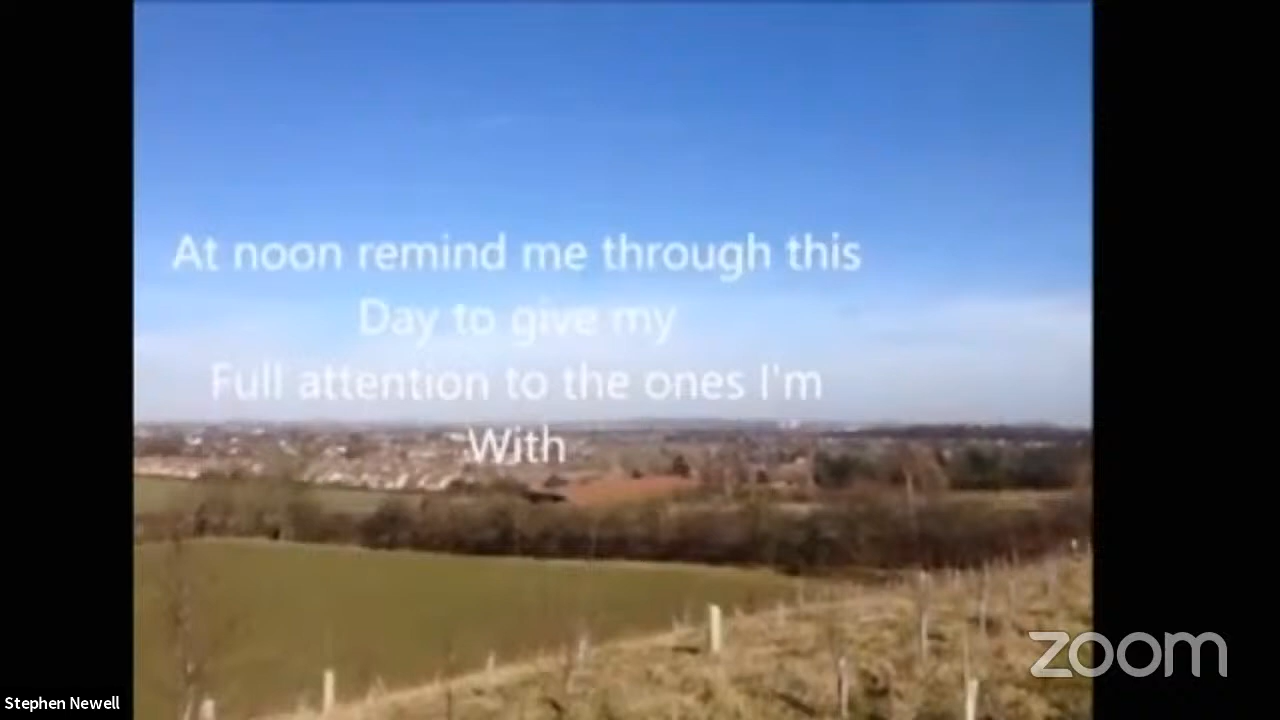 At noon remind me through this
Day to give my
Full attention to the ones I'm
With
zoom
Stephen Newell